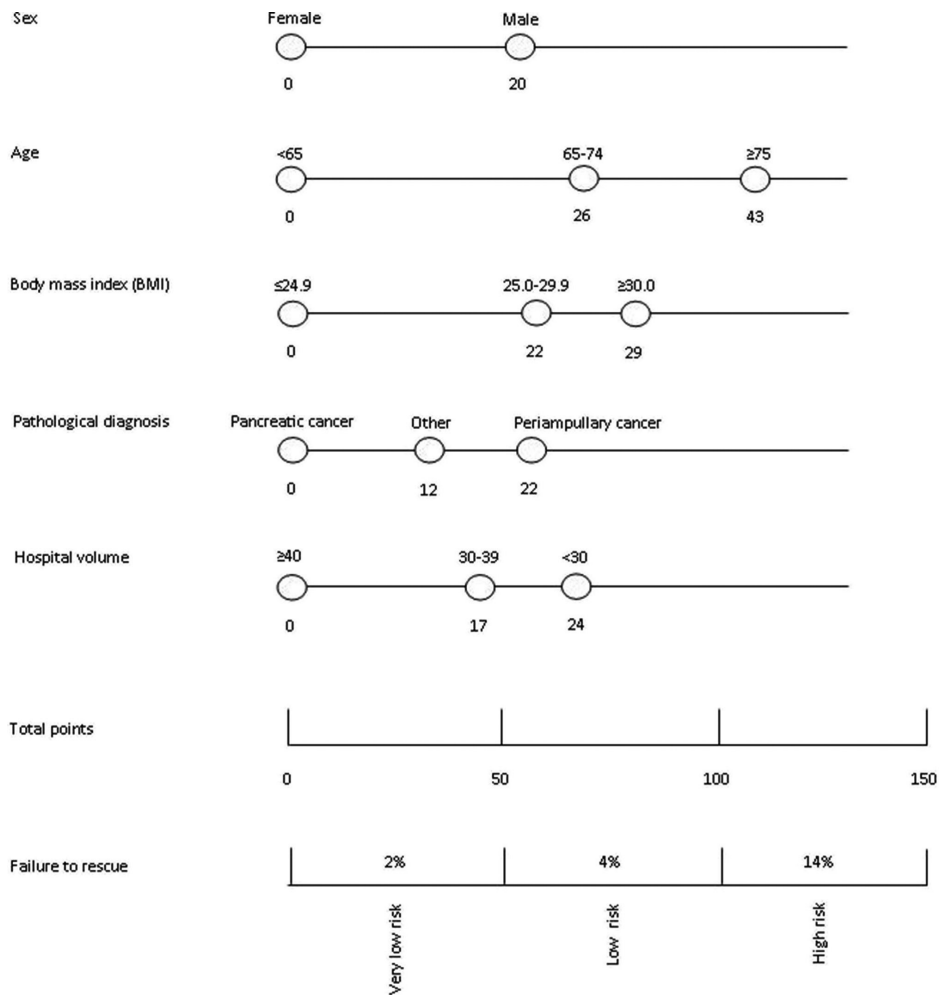 Sex
Female Male
0 20
Age
<65 65-74 ≥75
0 26 43
Body mass index (BMI)
≤24.9 25.0-29.9 ≥30.0
0 22 29
Pathological diagnosis
Pancreatic cancer Other Periampullary cancer
0 12 22
Hospital volume
≥40 30-39 <30
0 17 24
Total points
0 50 100 150
Failure to rescue
2% 4% 14%
Very low risk
Low risk
High risk